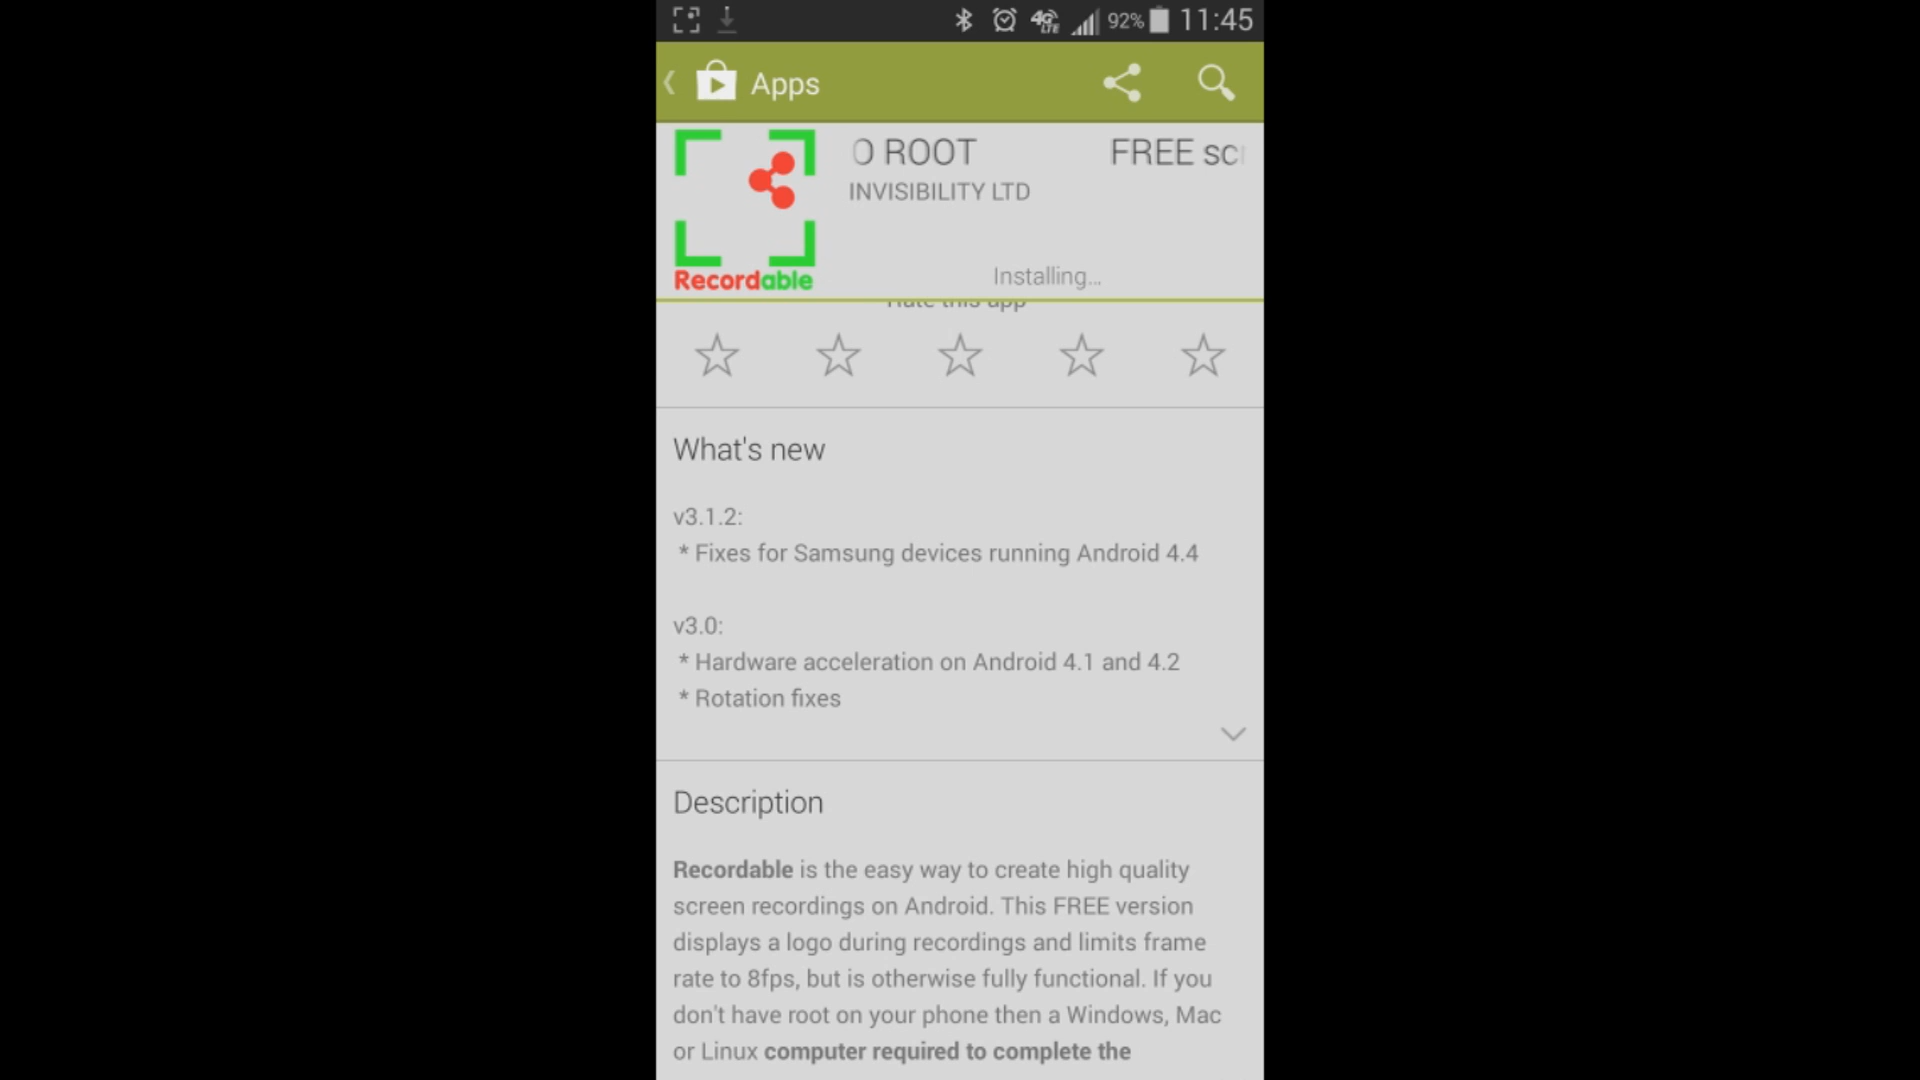 92% 11:45
Apps
O ROOT FREE sc
INVISIBILITY LTD
Recordable
Installing...
Rate this app
What's new
v3.1.2:
* Fixes for Samsung devices running Android 4.4
v3.0:
* Hardware acceleration on Android 4.1 and 4.2
* Rotation fixes
Description
Recordable is the easy way to create high quality
screen recordings on Android. This FREE version
displays a logo during recordings and limits frame
rate to 8fps, but is otherwise fully functional. If you
don't have root on your phone then a Windows, Mac
or Linux computer required to complete the